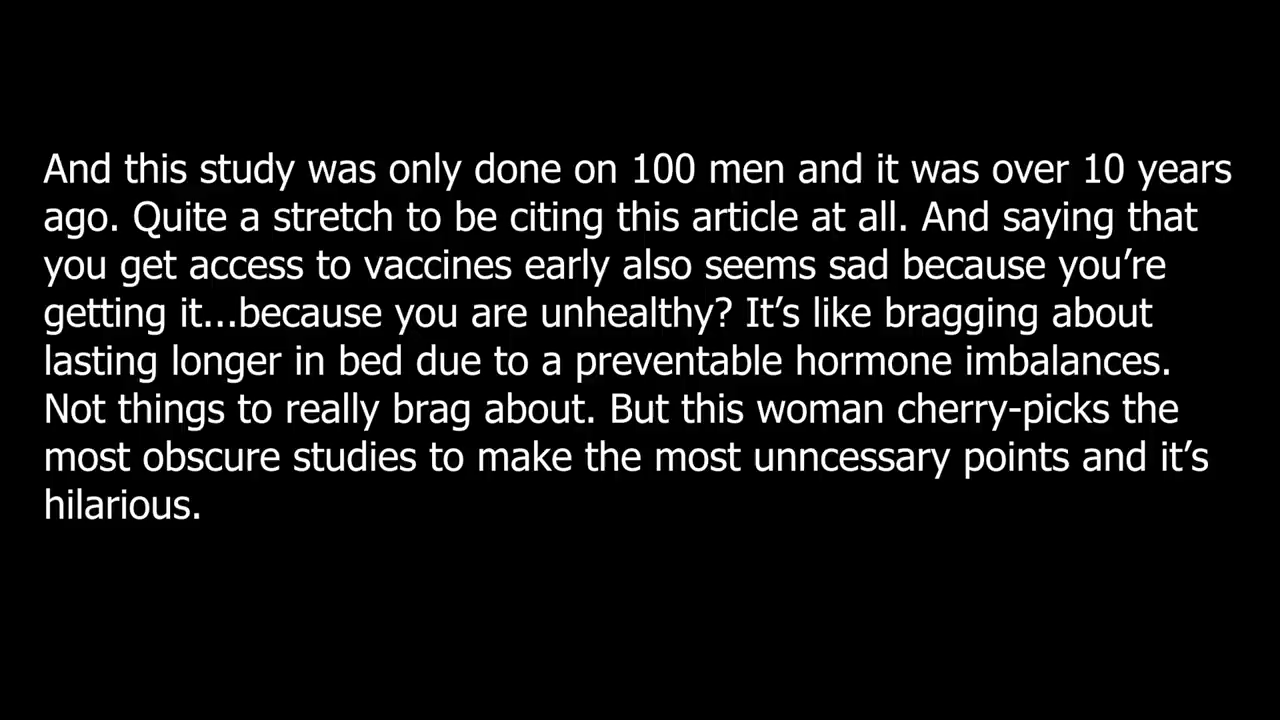 And this study was only done on 100 men and it was over 10 years
ago. Quite a stretch to be citing this article at all. And saying that
you get access to vaccines early also seems sad because you’re
getting it...because you are unhealthy? It’s like bragging about
lasting longer in bed due to a preventable hormone imbalances.
Not things to really brag about. But this woman cherry-picks the
most obscure studies to make the most unncessary points and it’s
hilarious.